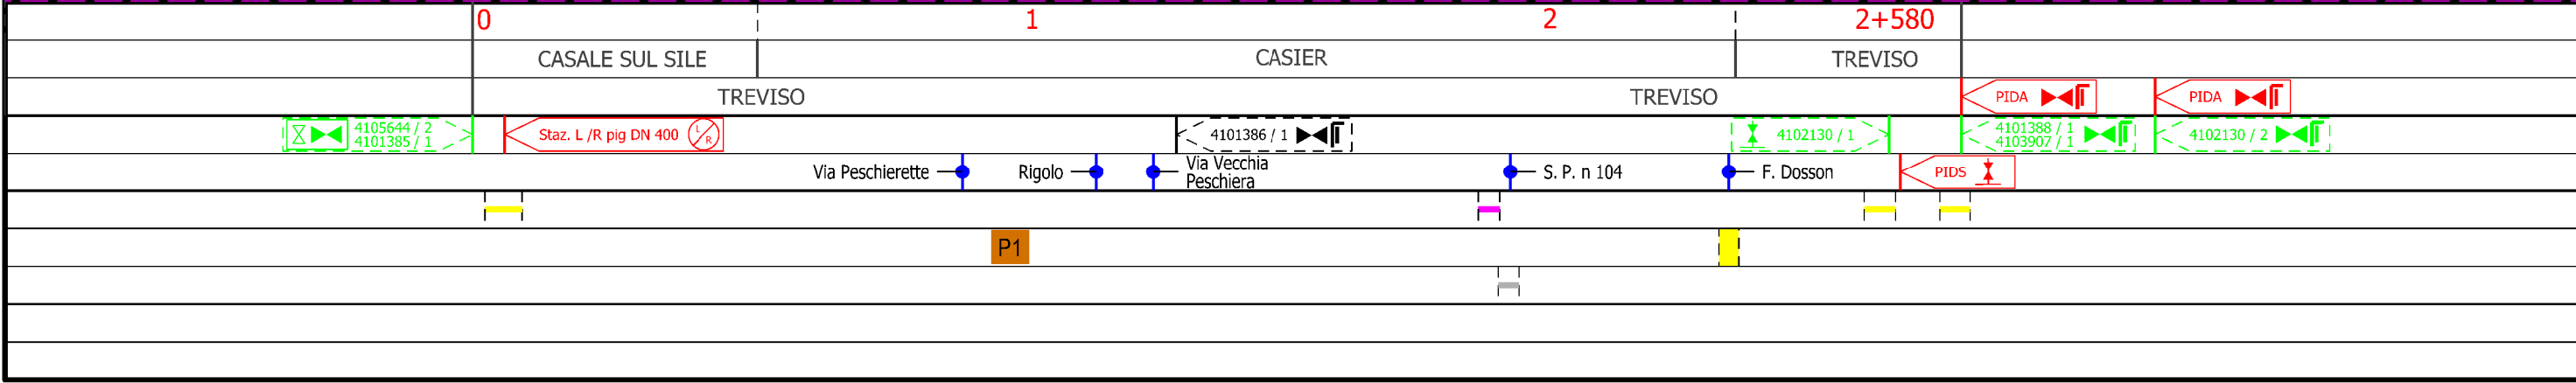 0 1 2 2+580
CASALE SUL SILE CASIER TREVISO
TREVISO TREVISO PIDA PIDA
4105644 / 2
4101385 / 1
Staz. L /R pig DN 400 L/R
4101386 / 1
4102130 / 1
4101388 / 1
4103907 / 1
4102130 / 2
Via Peschierette Rigolo
Via Vecchia
Peschiera
S. P. n 104 F. Dosson PIDS
P1